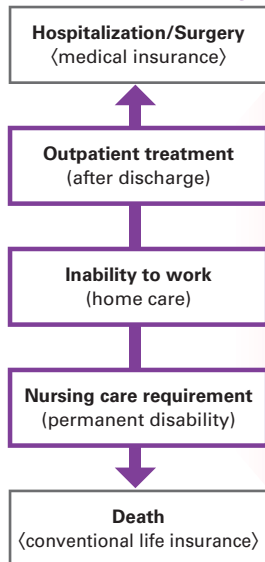 Hospitalization/Surgery
〈medical insurance〉
Outpatient treatment
(after discharge)
Inability to work
(home care)
Nursing care requirement
(permanent disability)
Death
〈conventional life insurance〉